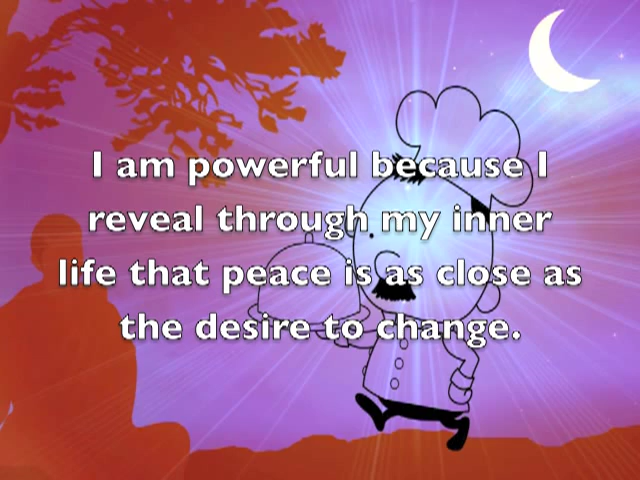 I am powerful because I
reveal through my inner
life that peace is as close as
the desire to change.